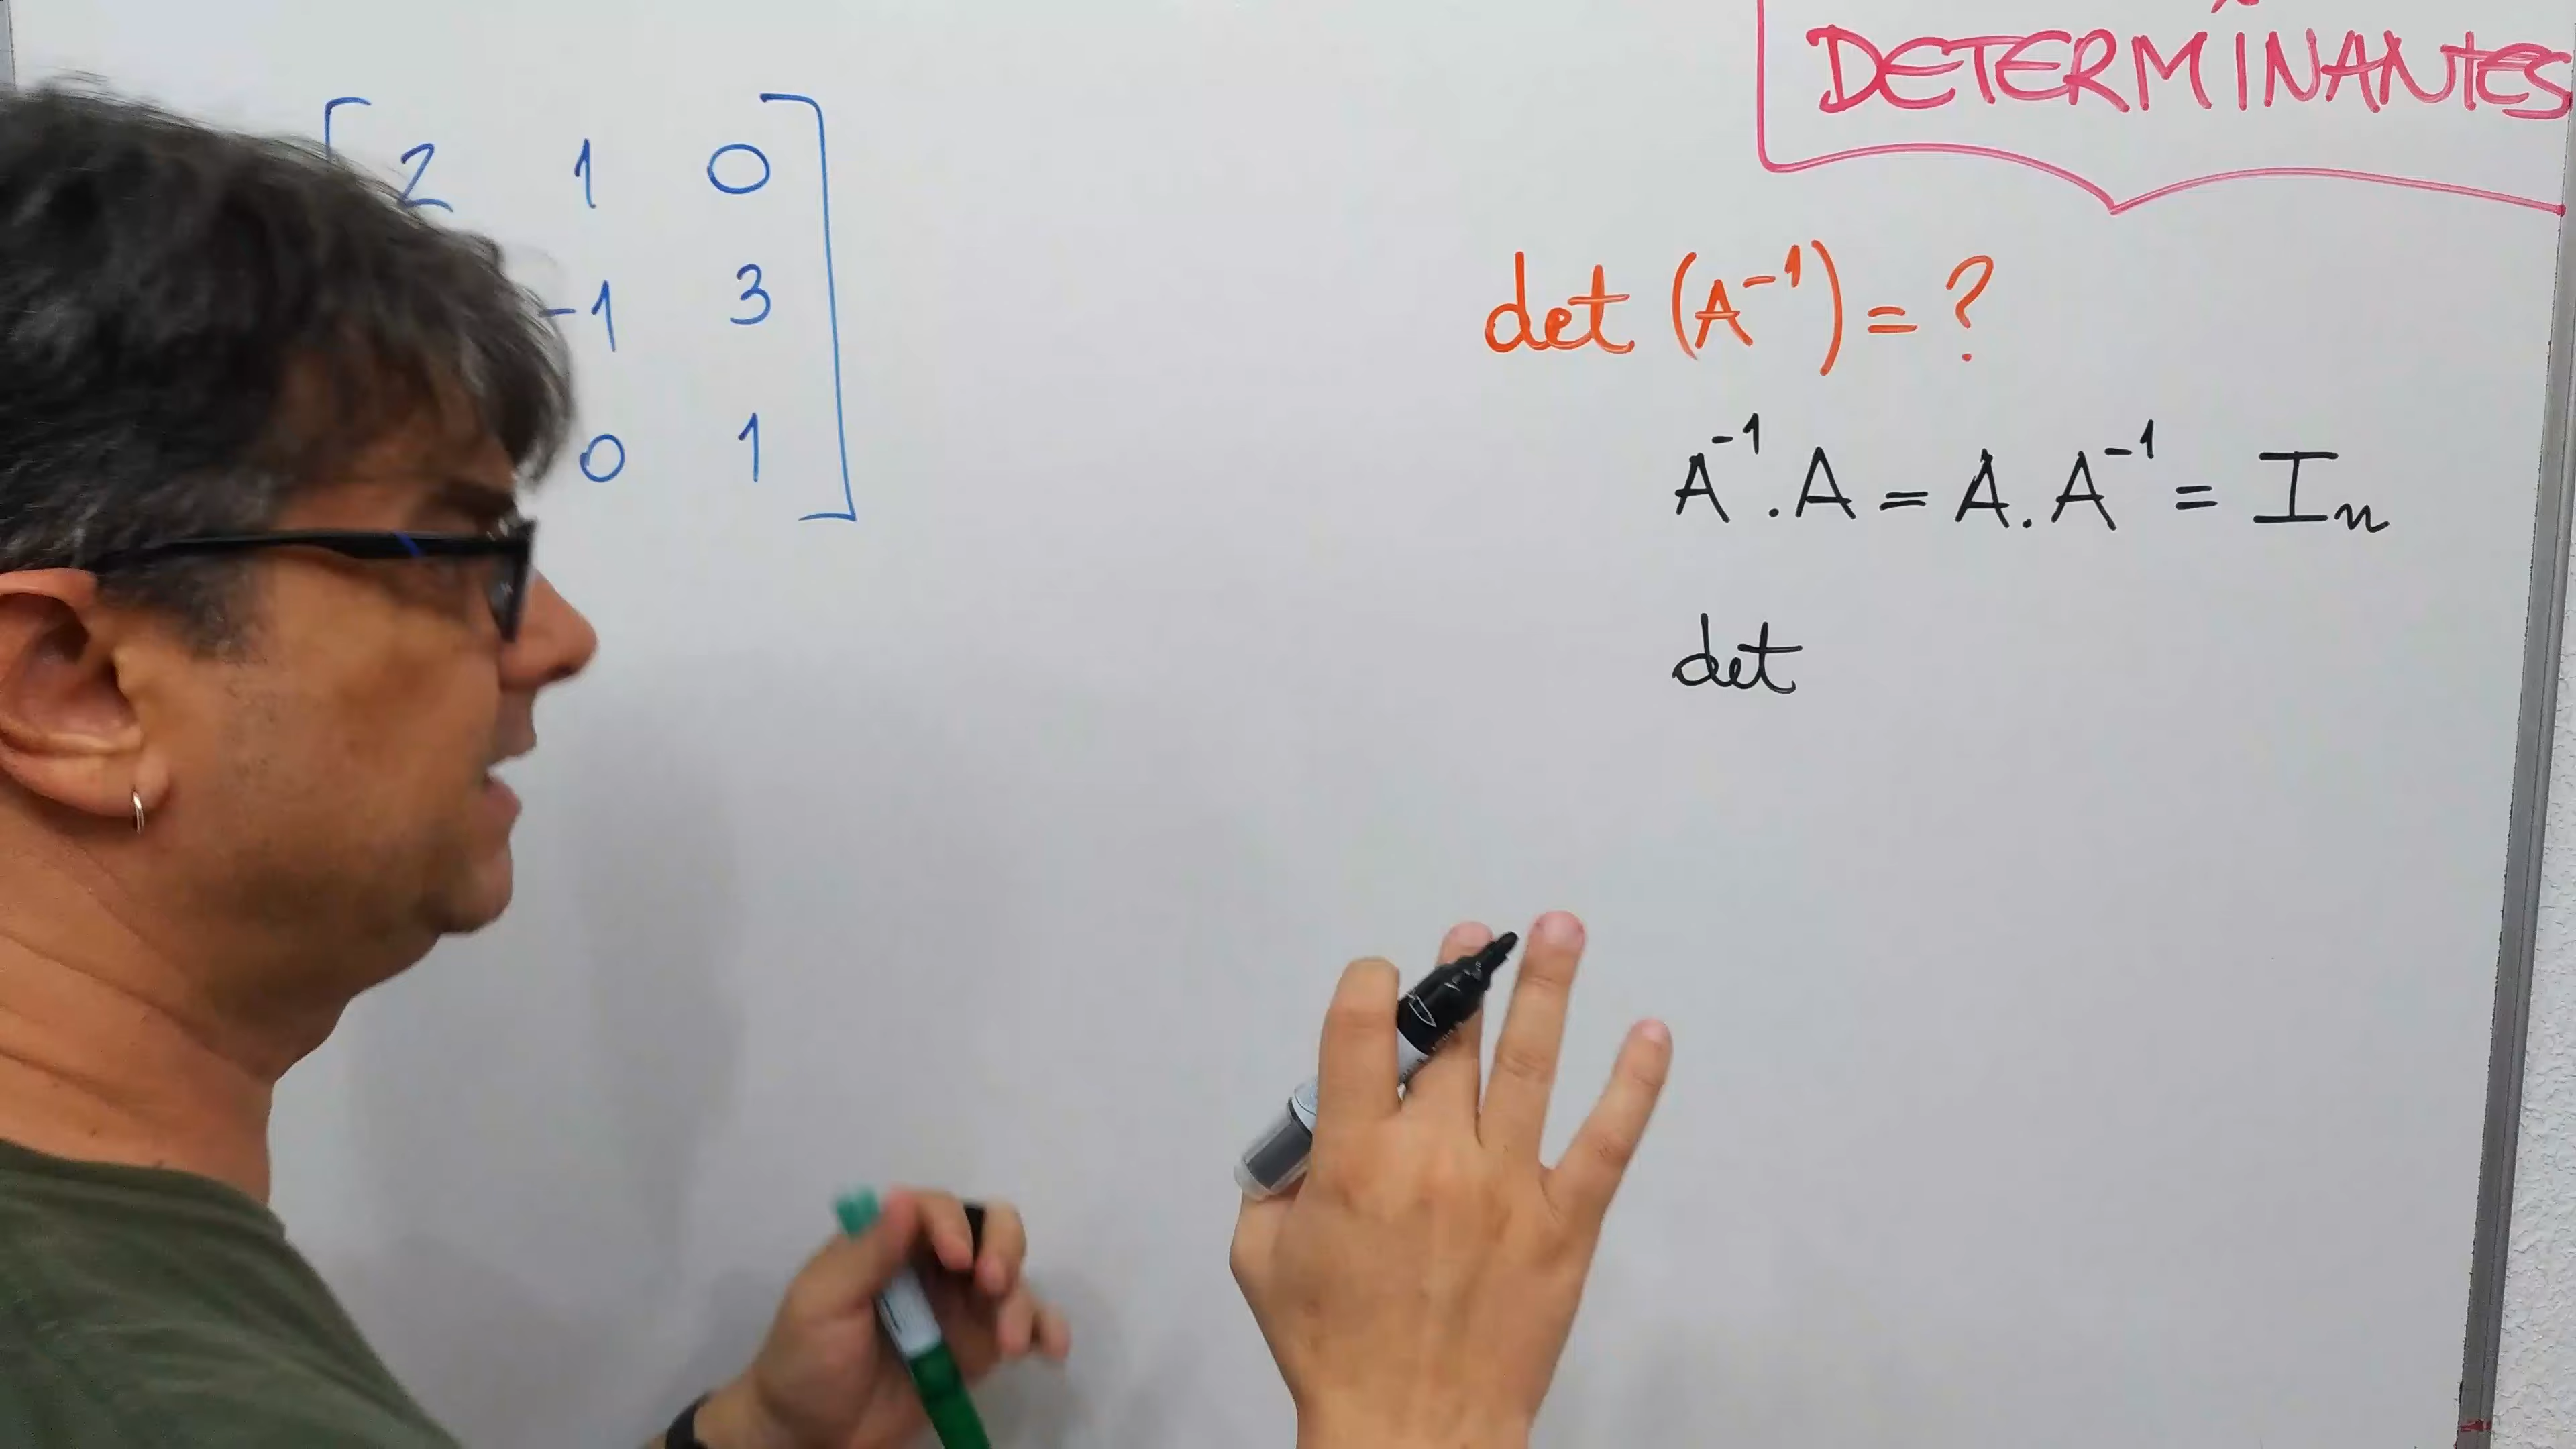 DETERMINANTES
2 1 0
-1 3
0 1
det (A⁻¹) = ?
A⁻¹ . A = A . A⁻¹ = Iₙ
det